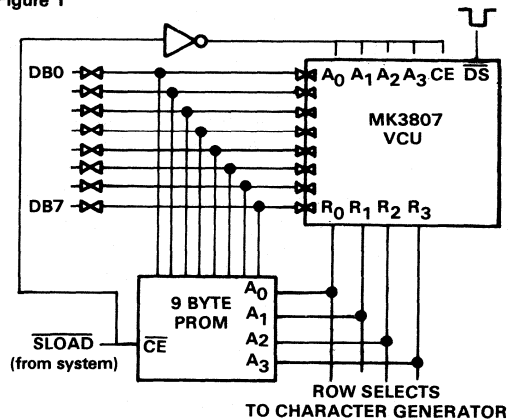 Figure 1
DB0
A0 A1 A2 A3 CE DS
MK3807
VCU
DB7
R0 R1 R2 R3
9 BYTE
PROM
A0
A1
A2
A3
SLOAD
(from system)
CE
ROW SELECTS
TO CHARACTER GENERATOR